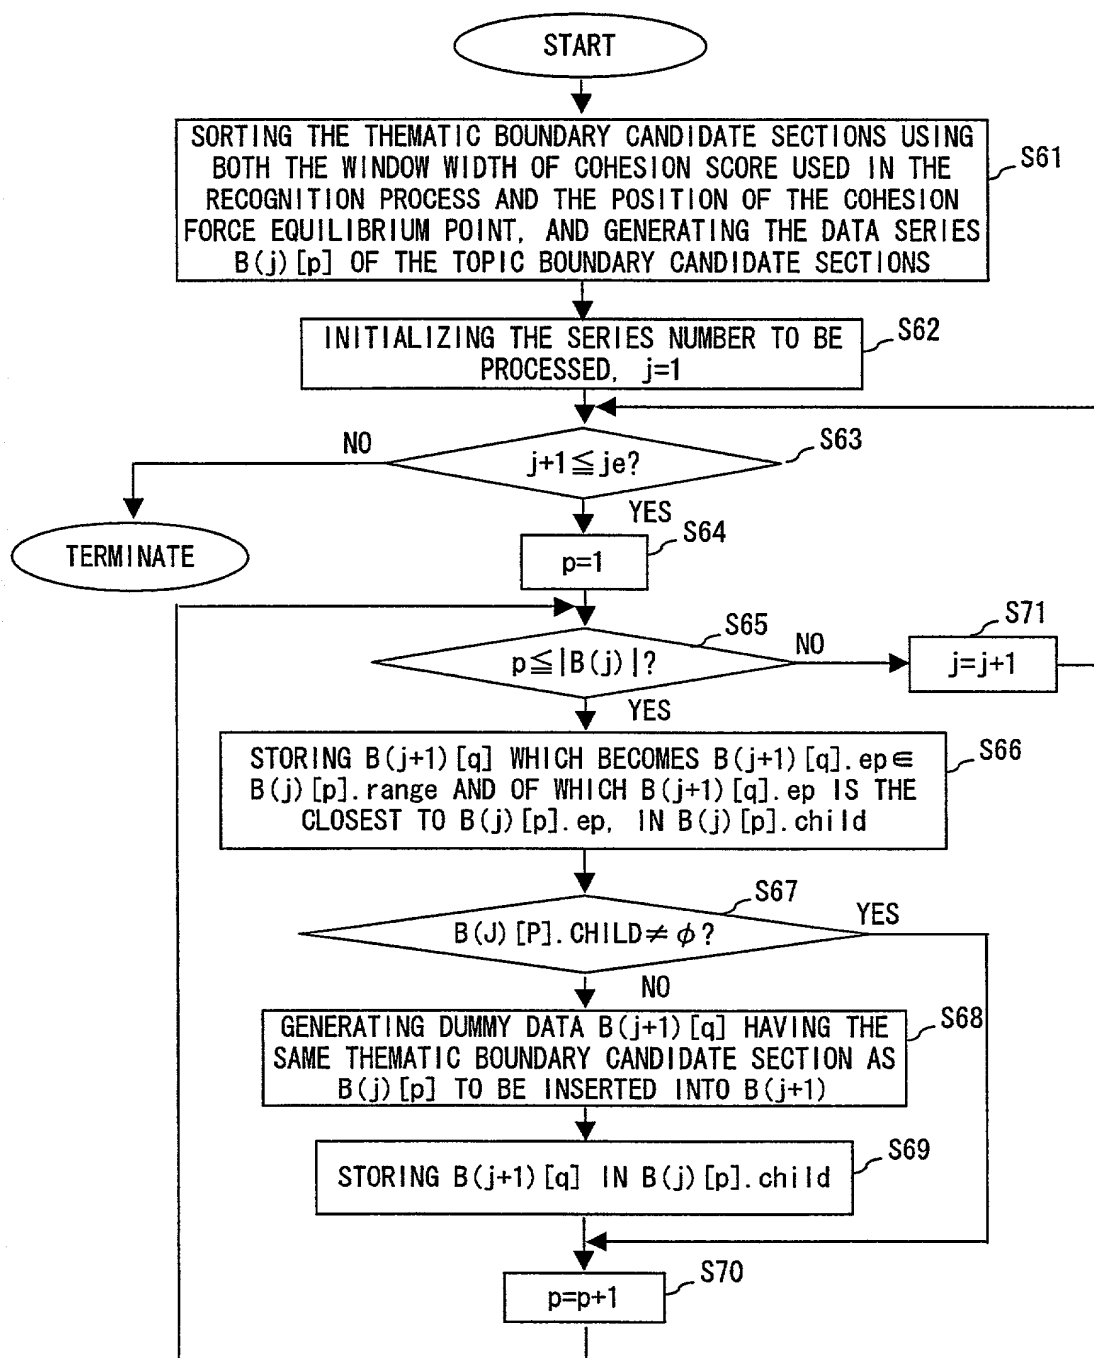 START
SORTING THE THEMATIC BOUNDARY CANDIDATE SECTIONS USING
BOTH THE WINDOW WIDTH OF COHESION SCORE USED IN THE
RECOGNITION PROCESS AND THE POSITION OF THE COHESION
FORCE EQUILIBRIUM POINT, AND GENERATING THE DATA SERIES
B(j)[p] OF THE TOPIC BOUNDARY CANDIDATE SECTIONS
S61
INITIALIZING THE SERIES NUMBER TO BE
PROCESSED, j=1
S62
NO
j+1≦je?
S63
YES
TERMINATE
p=1
S64
p≦|B(j)|?
S65
NO
j=j+1
S71
YES
STORING B(j+1)[q] WHICH BECOMES B(j+1)[q].ep∈
B(j)[p].range AND OF WHICH B(j+1)[q].ep IS THE
CLOSEST TO B(j)[p].ep, IN B(j)[p].child
S66
B(J)[P].CHILD≠φ?
S67
YES
NO
GENERATING DUMMY DATA B(j+1)[q] HAVING THE
SAME THEMATIC BOUNDARY CANDIDATE SECTION AS
B(j)[p] TO BE INSERTED INTO B(j+1)
S68
STORING B(j+1)[q] IN B(j)[p].child
S69
p=p+1
S70